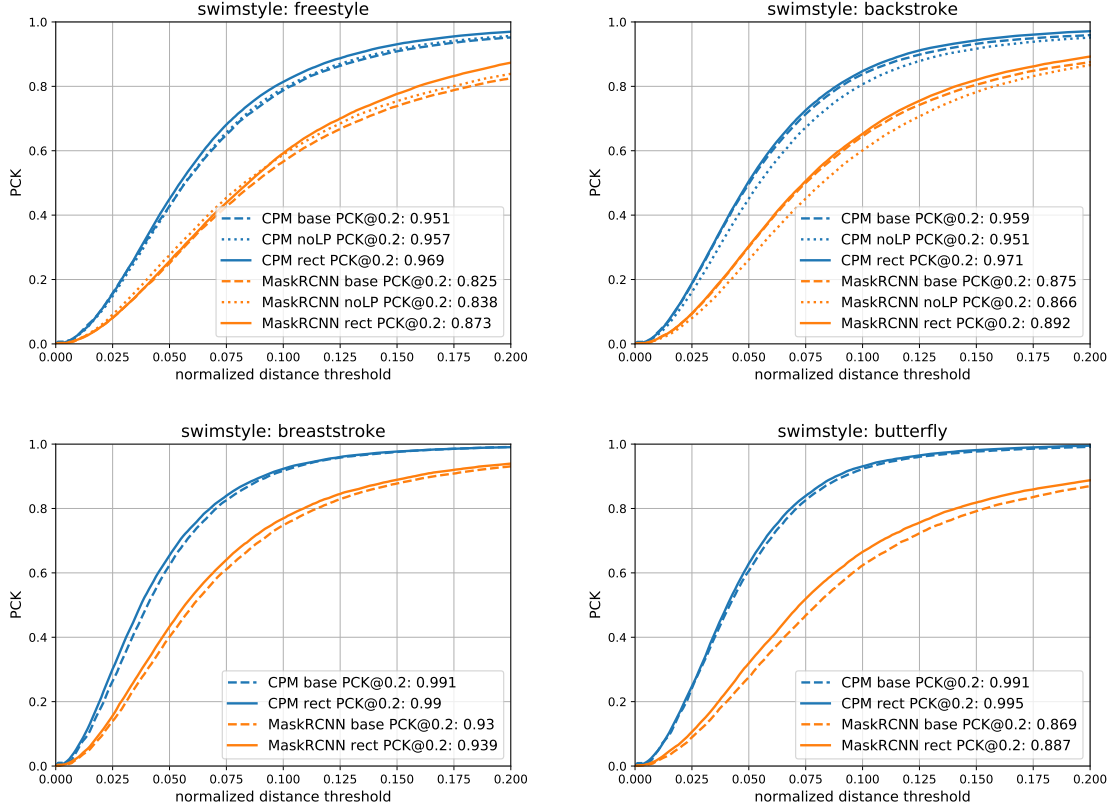 swimstyle: freestyle
1.0
0.8
0.6
0.4
0.2
0.0
PCK
CPM base PCK@0.2: 0.951
CPM noLP PCK@0.2: 0.957
CPM rect PCK@0.2: 0.969
MaskRCNN base PCK@0.2: 0.825
MaskRCNN noLP PCK@0.2: 0.838
MaskRCNN rect PCK@0.2: 0.873
0.000 0.025 0.050 0.075 0.100 0.125 0.150 0.175 0.200
normalized distance threshold
swimstyle: backstroke
1.0
0.8
0.6
0.4
0.2
0.0
PCK
CPM base PCK@0.2: 0.959
CPM noLP PCK@0.2: 0.951
CPM rect PCK@0.2: 0.971
MaskRCNN base PCK@0.2: 0.875
MaskRCNN noLP PCK@0.2: 0.866
MaskRCNN rect PCK@0.2: 0.892
0.000 0.025 0.050 0.075 0.100 0.125 0.150 0.175 0.200
normalized distance threshold
swimstyle: breaststroke
1.0
0.8
0.6
0.4
0.2
0.0
PCK
CPM base PCK@0.2: 0.991
CPM rect PCK@0.2: 0.99
MaskRCNN base PCK@0.2: 0.93
MaskRCNN rect PCK@0.2: 0.939
0.000 0.025 0.050 0.075 0.100 0.125 0.150 0.175 0.200
normalized distance threshold
swimstyle: butterfly
1.0
0.8
0.6
0.4
0.2
0.0
PCK
CPM base PCK@0.2: 0.991
CPM rect PCK@0.2: 0.995
MaskRCNN base PCK@0.2: 0.869
MaskRCNN rect PCK@0.2: 0.887
0.000 0.025 0.050 0.075 0.100 0.125 0.150 0.175 0.200
normalized distance threshold